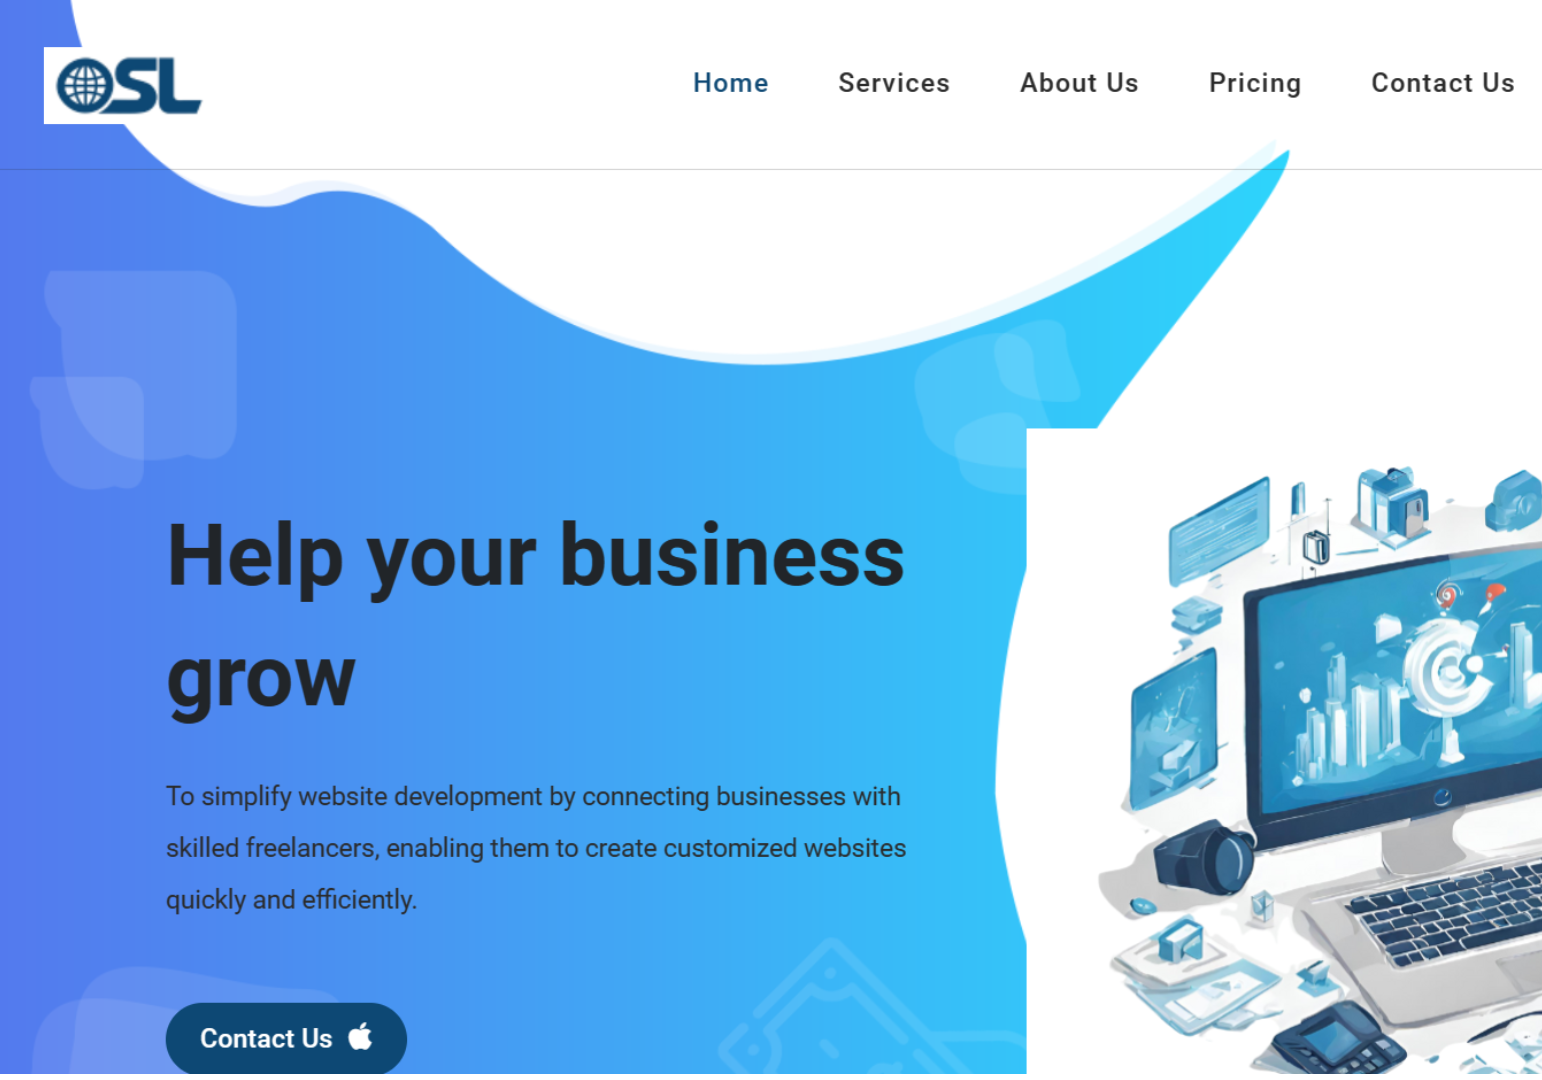 OSL
Home Services About Us Pricing Contact Us
Help your business
grow
To simplify website development by connecting businesses with
skilled freelancers, enabling them to create customized websites
quickly and efficiently.
Contact Us